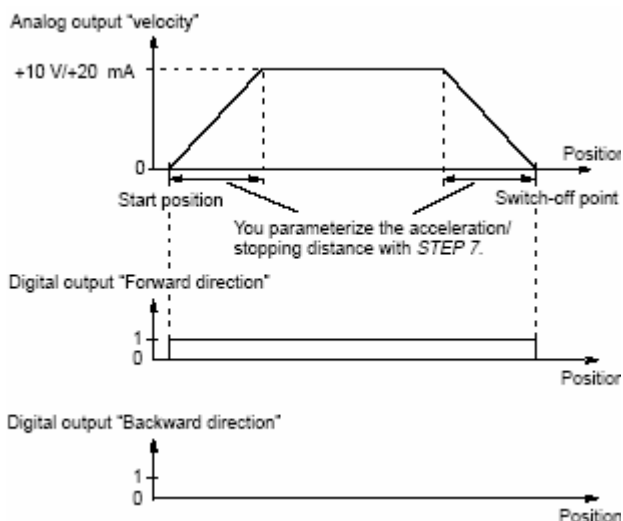 Analog output “velocity”
+10 V/+20 mA
0
Position
Start position
Switch-off point
You parameterize the acceleration/
stopping distance with STEP 7.
Digital output “Forward direction”
1
0
Position
Digital output “Backward direction”
1
0
Position